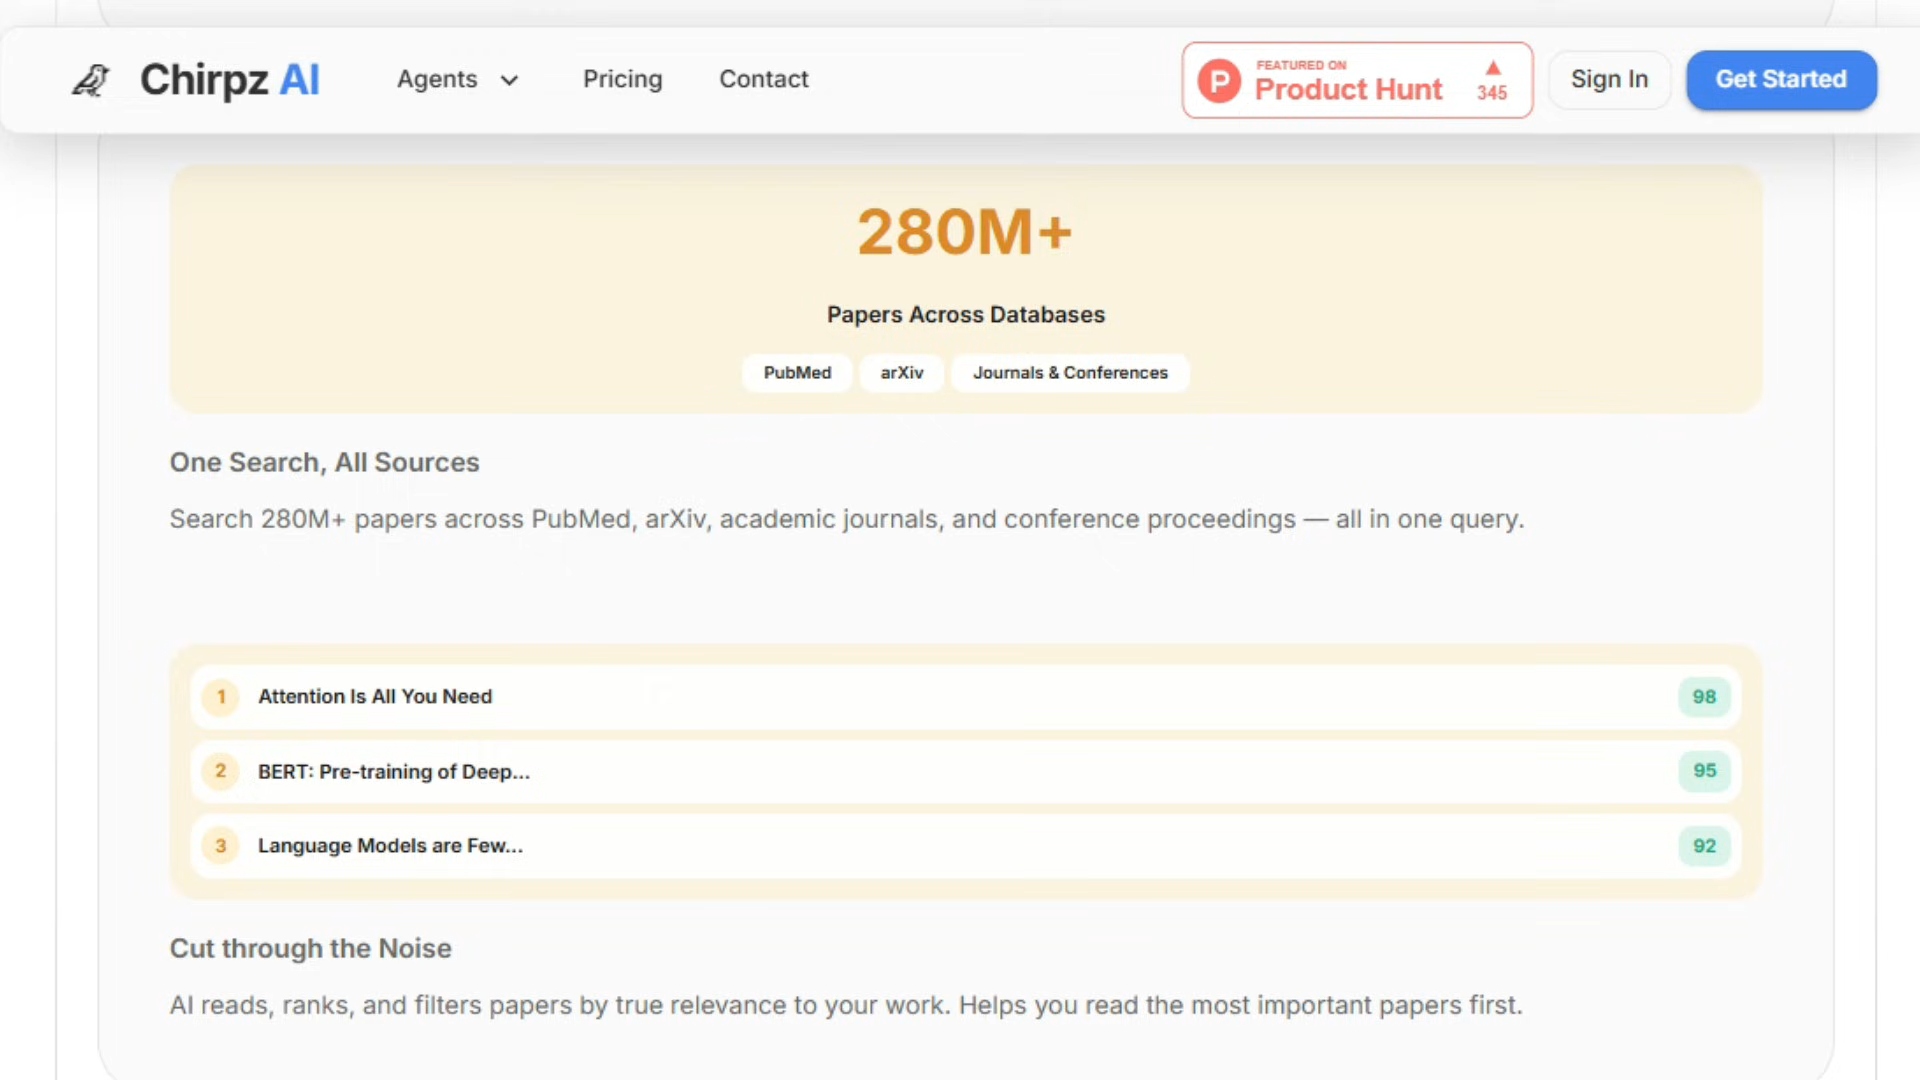 Chirpz AI
Agents
Pricing
Contact
FEATURED ON
Product Hunt
345
Sign In
Get Started
280M+
Papers Across Databases
PubMed
arXiv
Journals & Conferences
One Search, All Sources
Search 280M+ papers across PubMed, arXiv, academic journals, and conference proceedings — all in one query.
1 Attention Is All You Need 98
2 BERT: Pre-training of Deep... 95
3 Language Models are Few... 92
Cut through the Noise
AI reads, ranks, and filters papers by true relevance to your work. Helps you read the most important papers first.